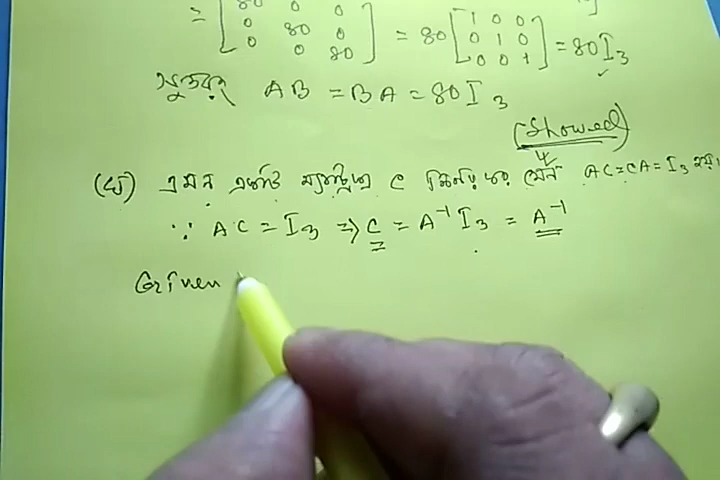 = [80 0 0
0 80 0
0 0 80] = 80 [1 0 0
0 1 0
0 0 1] = 80 I₃
সুতরাং AB = BA = 80 I₃
(Showed)
এমন একটি ম্যাট্রিক্স C নির্ণয় কর যেন AC = CA = I₃ হয়।
∵ AC = I₃ ⇒ C = A⁻¹ I₃ = A⁻¹
Given